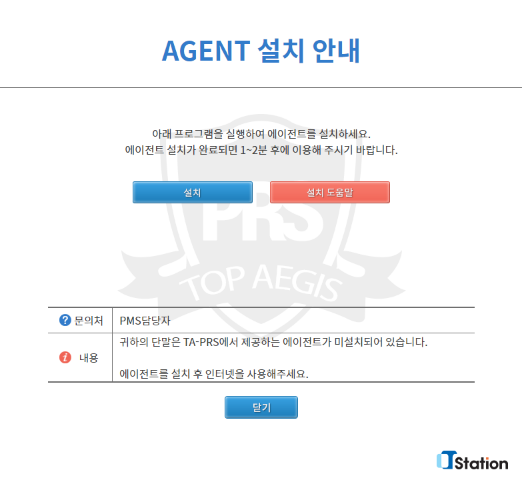 AGENT 설치 안내
아래 프로그램을 실행하여 에이전트를 설치하세요.
에이전트 설치가 완료되면 1~2분 후에 이용해 주시기 바랍니다.
설치
설치 도움말
PRS
TOP AEGIS
문의처
PMS담당자
내용
귀하의 단말은 TA-PRS에서 제공하는 에이전트가 미설치되어 있습니다.
에이전트를 설치 후 인터넷을 사용해주세요.
닫기
Station